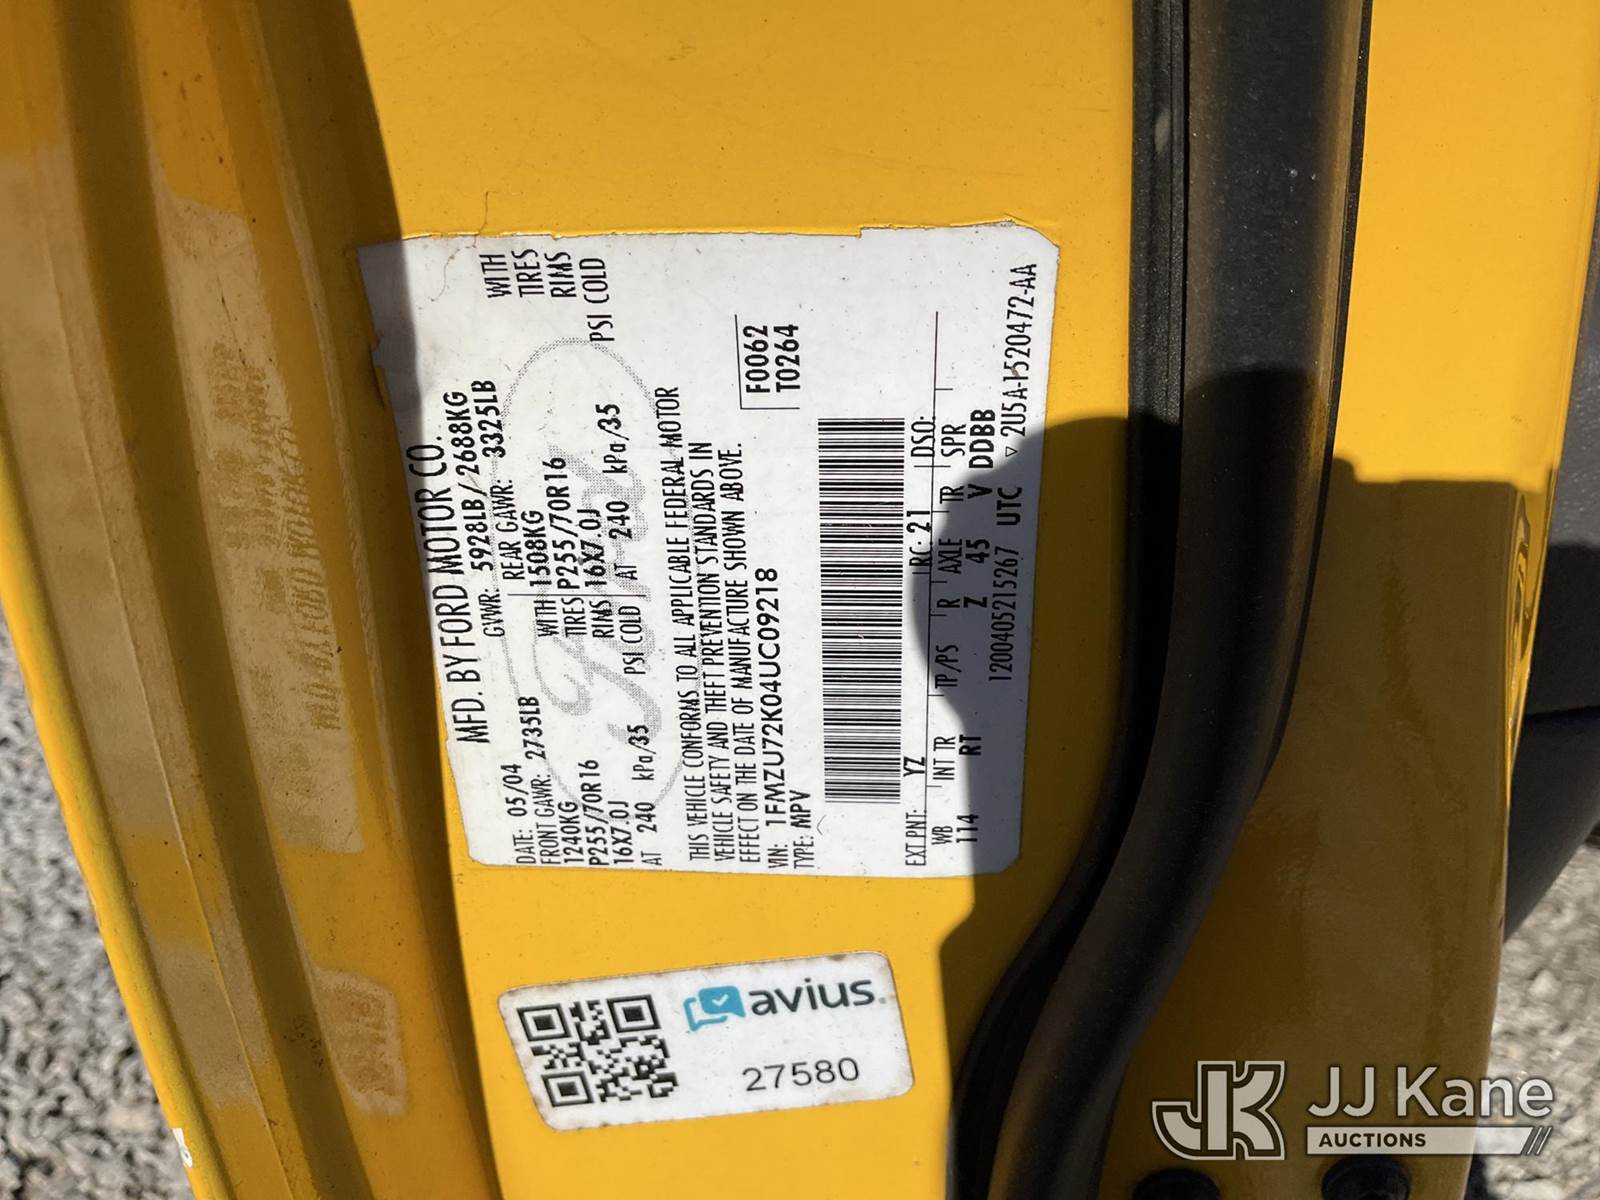 MFD. BY FORD MOTOR CO.
DATE: 05/04 GVWR: 5928LB/2688KG
FRONT GAWR: 2735LB REAR GAWR: 3325LB
1240KG WITH 1508KG WITH
P255/70R16 TIRES P255/70R16 TIRES
16X7.0J RIMS 16X7.0J RIMS
AT 240 kPa/35 PSI COLD AT 240 kPa/35 PSI COLD
Ford
THIS VEHICLE CONFORMS TO ALL APPLICABLE FEDERAL MOTOR
VEHICLE SAFETY AND THEFT PREVENTION STANDARDS IN
EFFECT ON THE DATE OF MANUFACTURE SHOWN ABOVE.
VIN: 1FMZU72K04UC09218 F0062
TYPE: MPV T0264
EXT PNT: YZ RC: 21 DSO:
WB INT TR TP/PS R AXLE TR SPR
114 RT Z 45 V DDBB
1200405215267 UTC ▽ 2U5A-1520472-AA
avius.
27580
JK JJ Kane
AUCTIONS